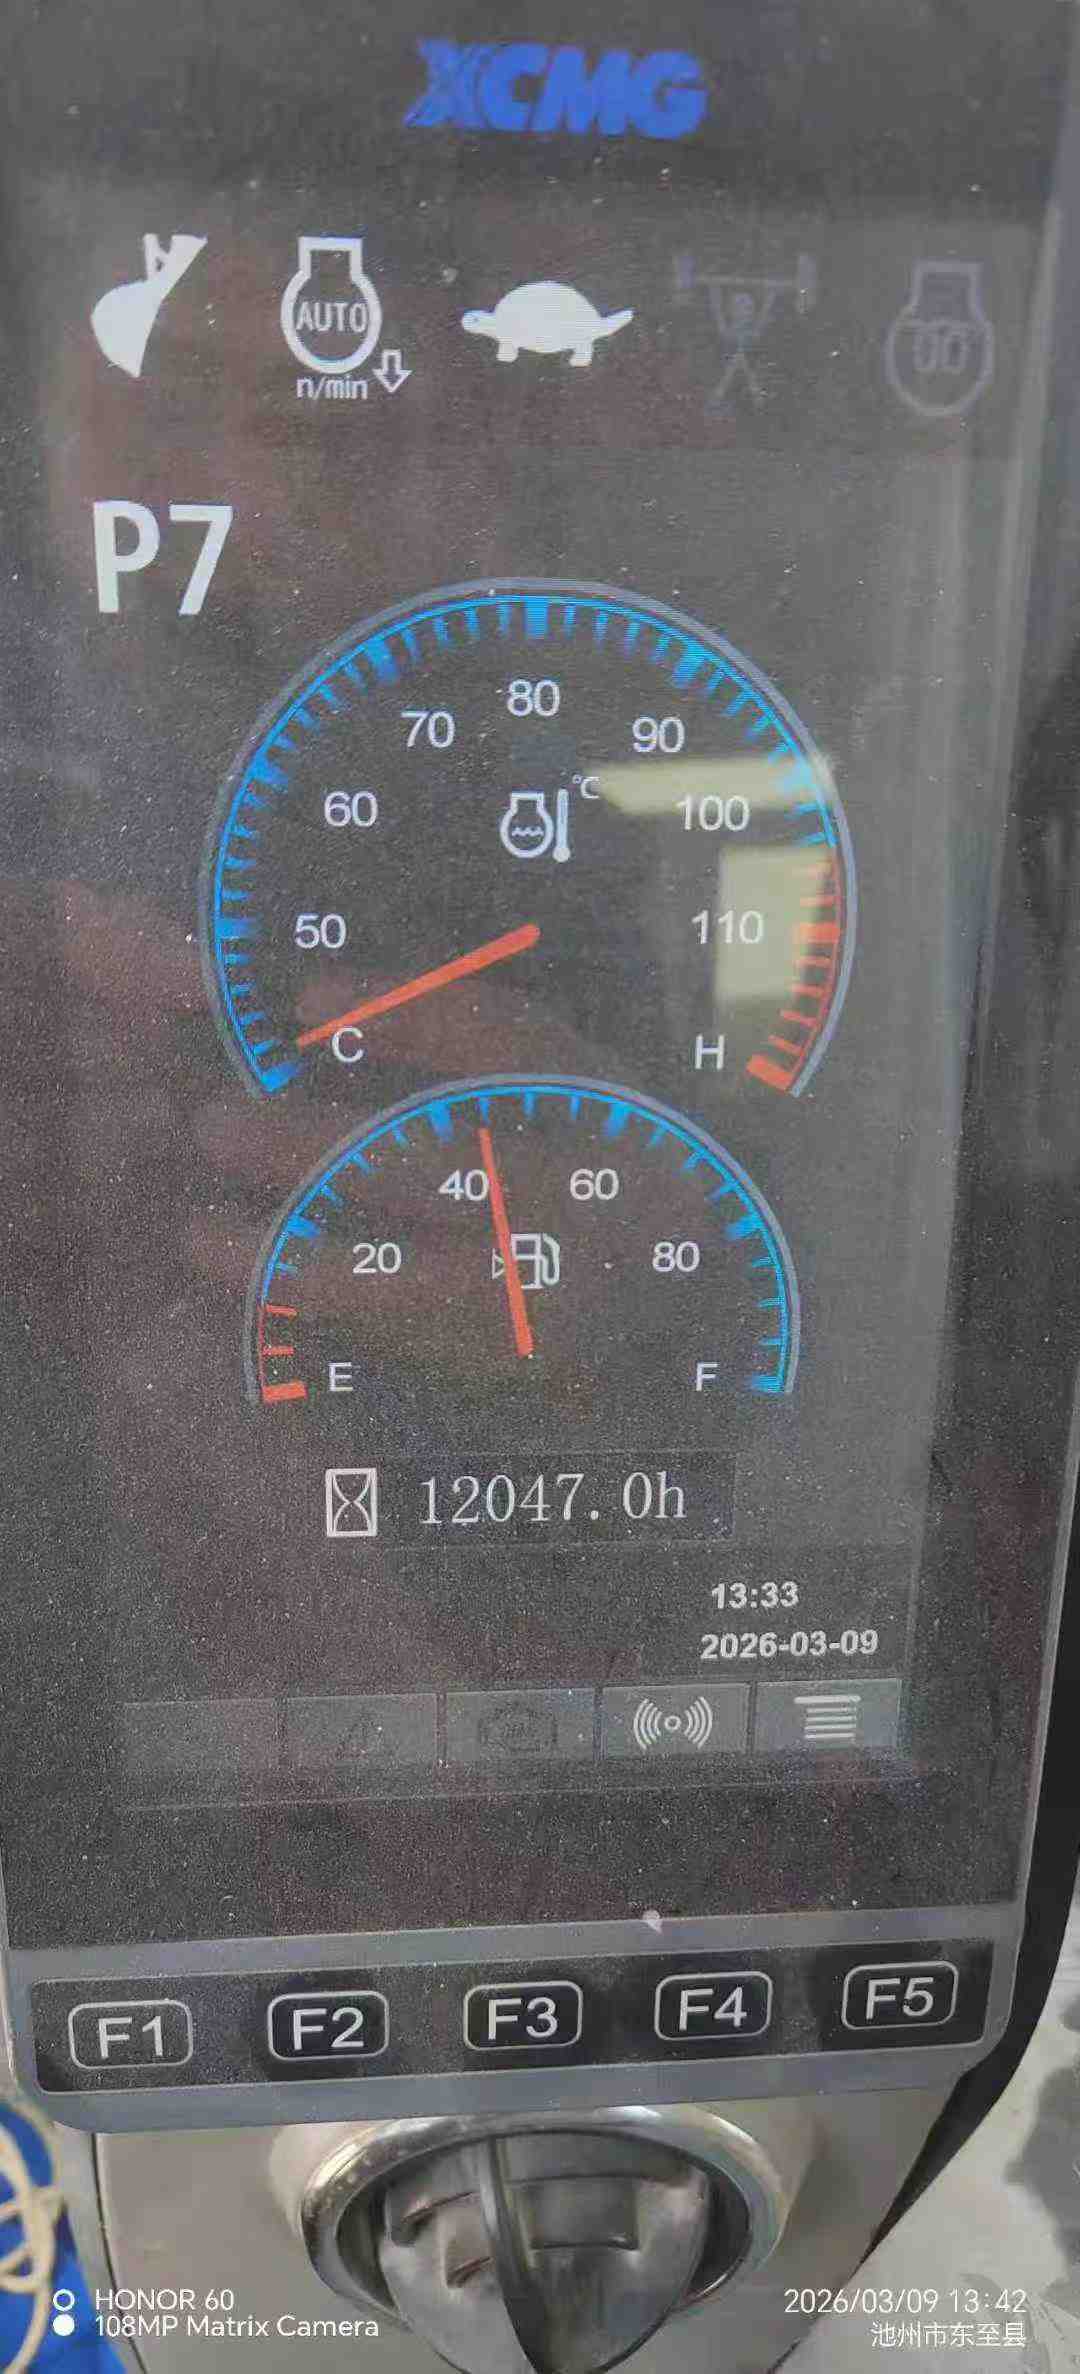 XCMG
AUTO
n/min
P7
80
70
90
°C
60
100
50
110
C
H
40
60
20
80
E
F
12047.0h
13:33
2026-03-09
F1
F2
F3
F4
F5
HONOR 60
108MP Matrix Camera
2026/03/09 13:42
池州市东至县